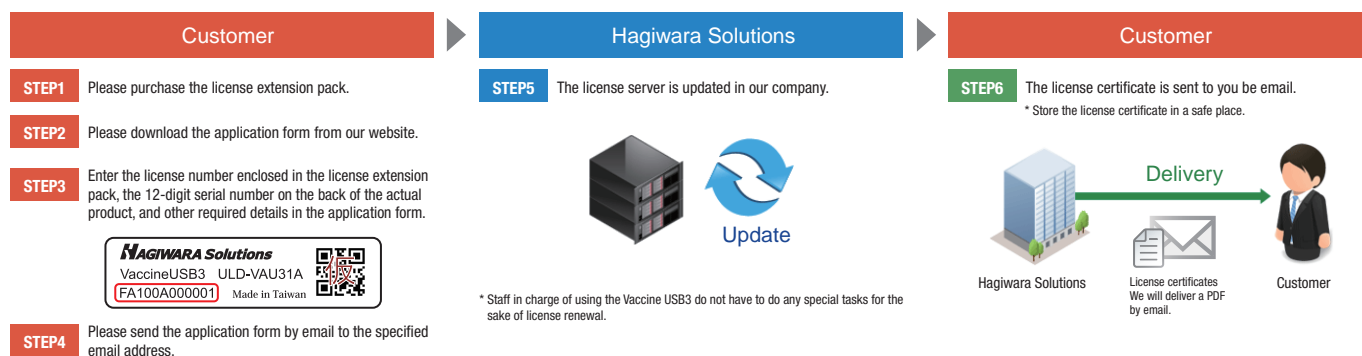 Customer
STEP1 Please purchase the license extension pack.
STEP2 Please download the application form from our website.
STEP3 Enter the license number enclosed in the license extension
pack, the 12-digit serial number on the back of the actual
product, and other required details in the application form.
HAGIWARA Solutions
VaccineUSB3 ULD-VAU31A
FA100A000001 Made in Taiwan
仮
STEP4 Please send the application form by email to the specified
email address.
Hagiwara Solutions
STEP5 The license server is updated in our company.
Update
* Staff in charge of using the Vaccine USB3 do not have to do any special tasks for the
sake of license renewal.
Customer
STEP6 The license certificate is sent to you be email.
* Store the license certificate in a safe place.
Delivery
Hagiwara Solutions
License certificates
We will deliver a PDF
by email.
Customer